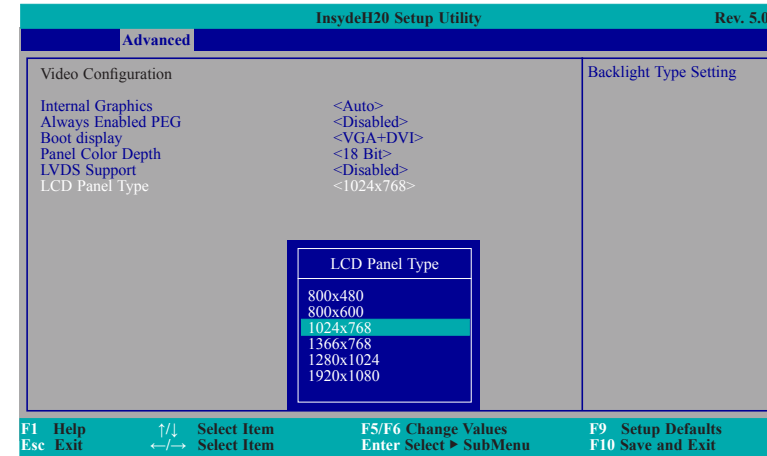 InsydeH20 Setup Utility Rev. 5.0
Advanced
Video Configuration
Backlight Type Setting
Internal Graphics <Auto>
Always Enabled PEG <Disabled>
Boot display <VGA+DVI>
Panel Color Depth <18 Bit>
LVDS Support <Disabled>
LCD Panel Type <1024x768>
LCD Panel Type
800x480
800x600
1024x768
1366x768
1280x1024
1920x1080
F1 Help ↑/↓ Select Item F5/F6 Change Values F9 Setup Defaults
Esc Exit ←/→ Select Item Enter Select ▶ SubMenu F10 Save and Exit